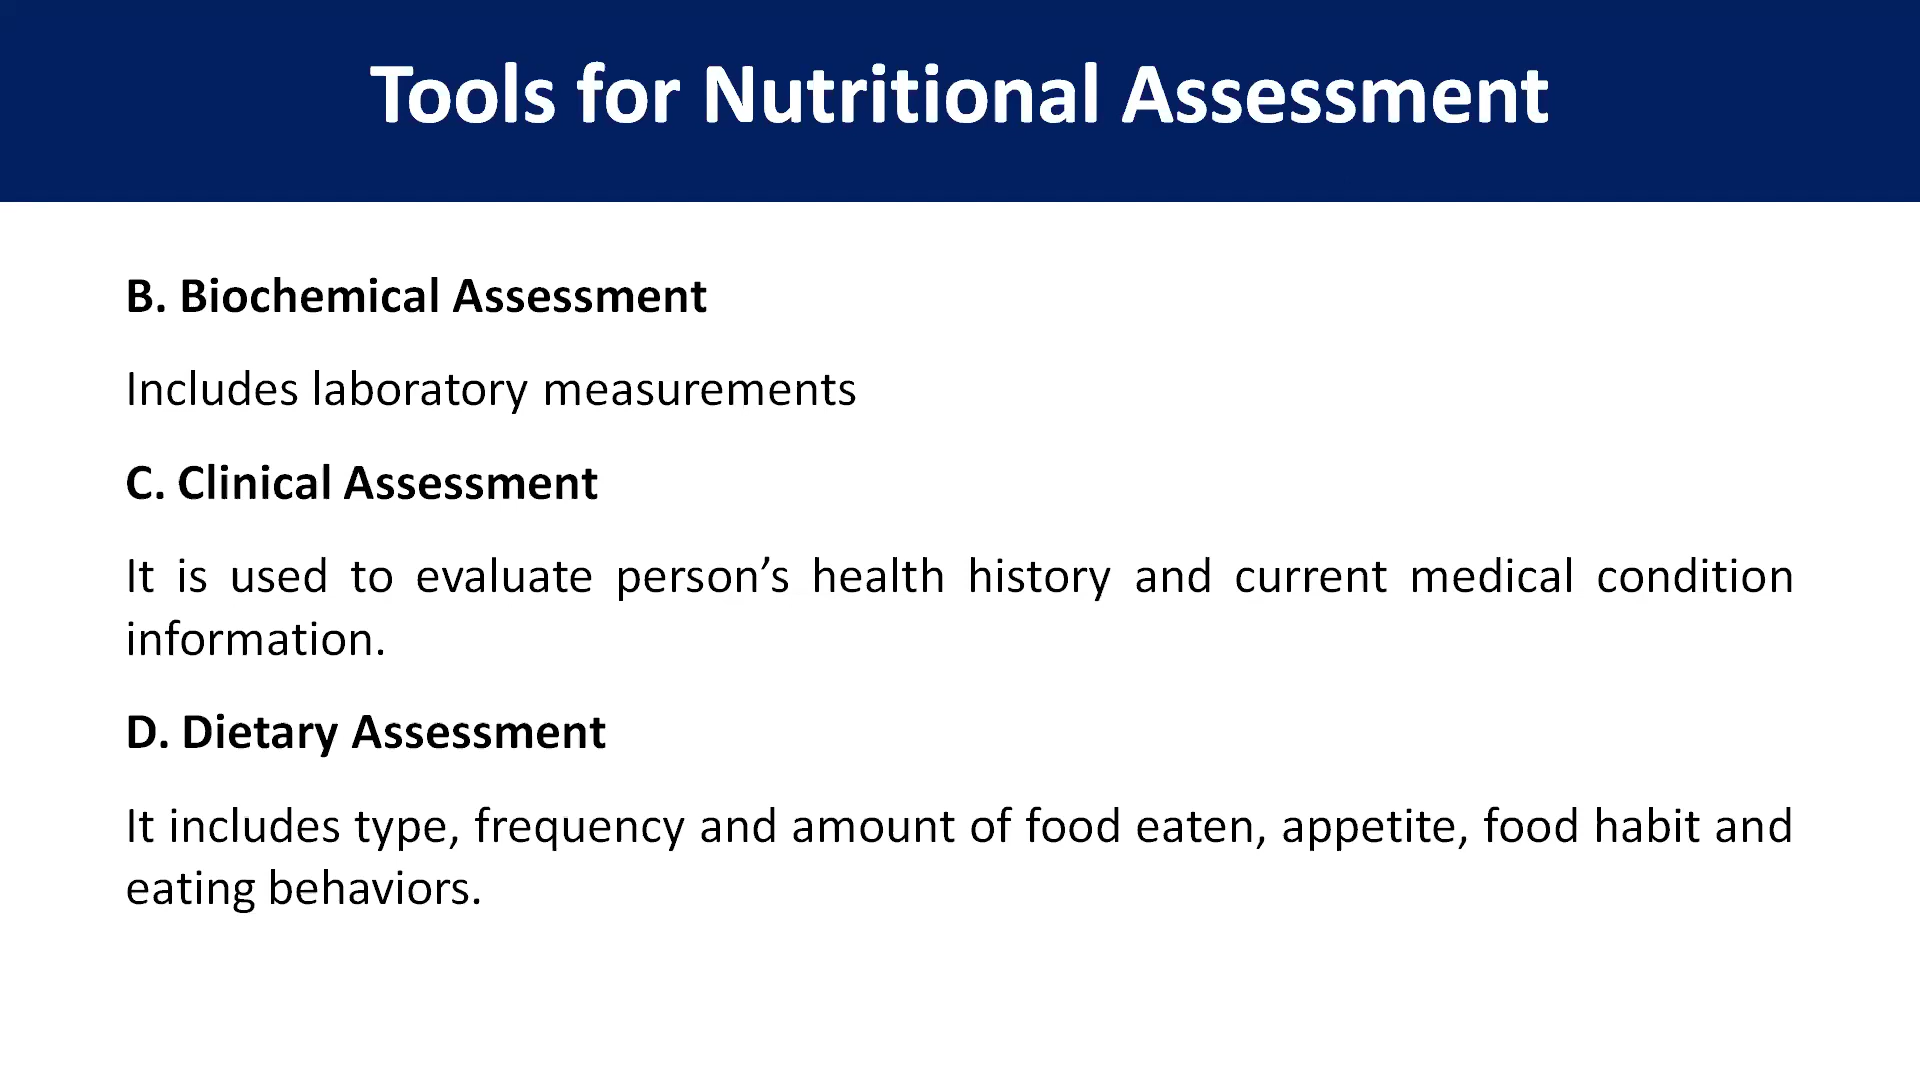 Tools for Nutritional Assessment
B. Biochemical Assessment
Includes laboratory measurements
C. Clinical Assessment
It is used to evaluate person’s health history and current medical condition
information.
D. Dietary Assessment
It includes type, frequency and amount of food eaten, appetite, food habit and
eating behaviors.